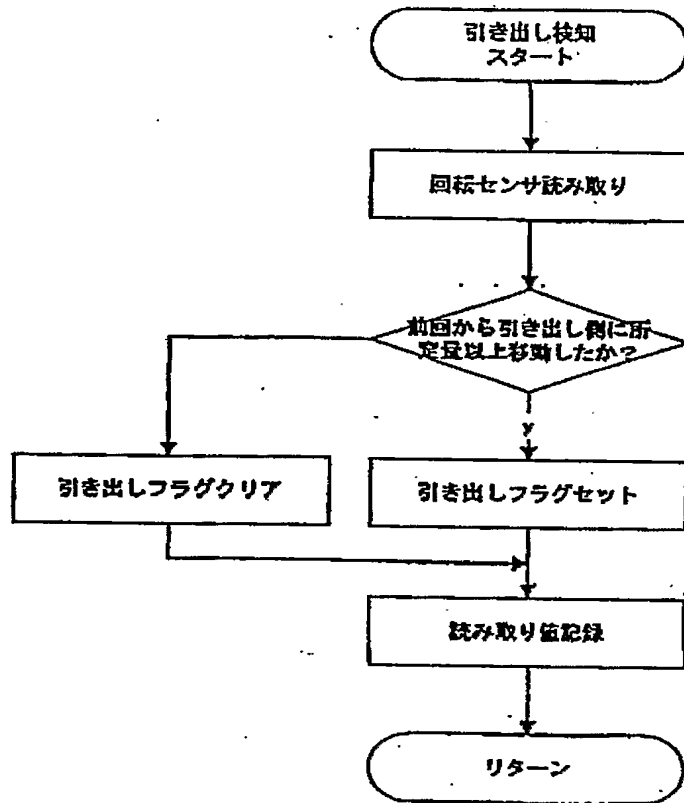 引き出し検知
スタート
回転センサ読み取り
前回から引き出し側に所
定量以上移動したか?
y
引き出しフラグクリア
引き出しフラグセット
読み取り値記録
リターン